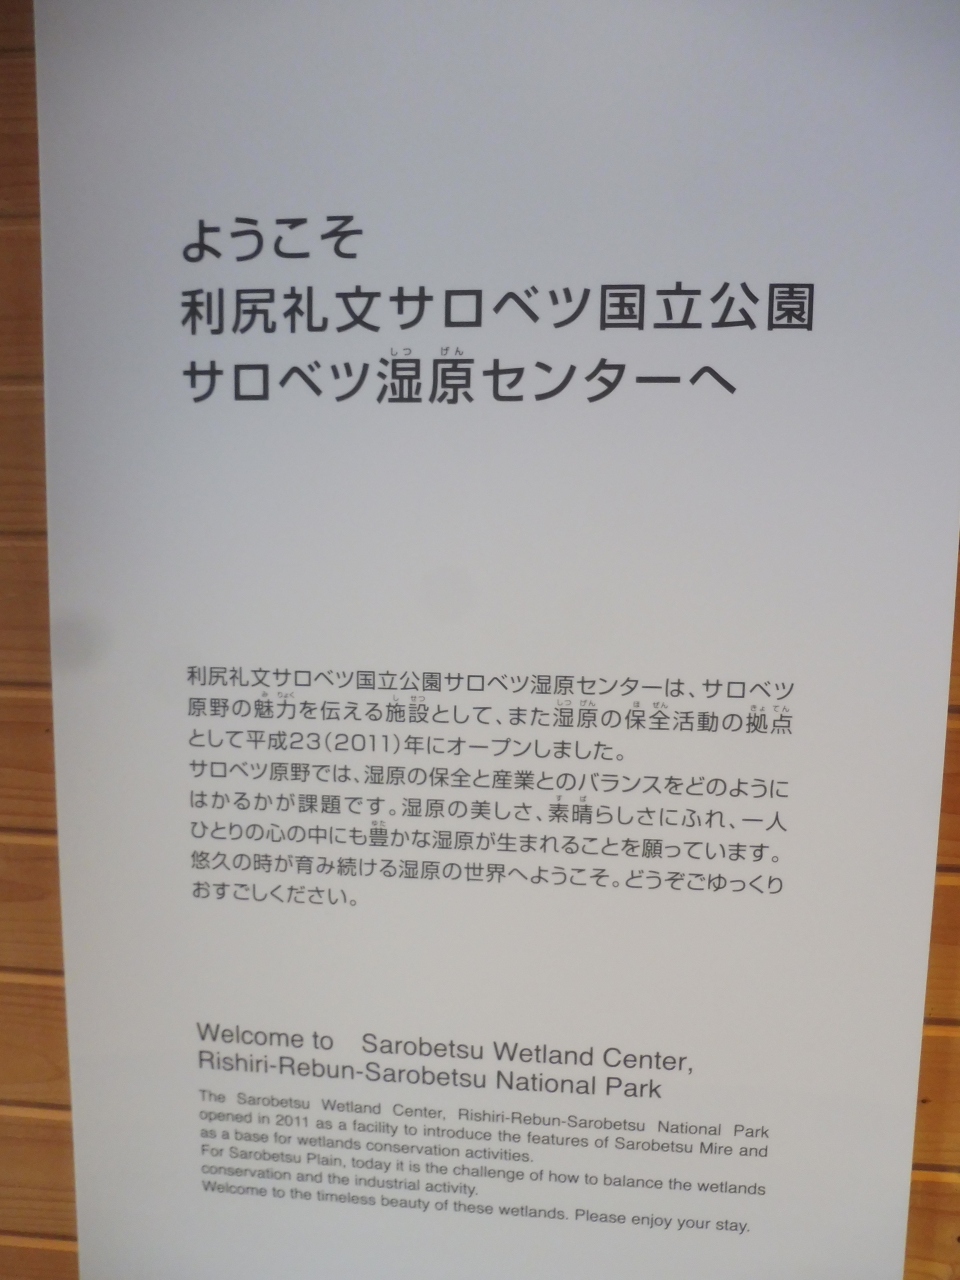 ようこそ
利尻礼文サロベツ国立公園
サロベツ湿原センターへ
利尻礼文サロベツ国立公園サロベツ湿原センターは、サロベツ
原野の魅力を伝える施設として、また湿原の保全活動の拠点
として平成23(2011)年にオープンしました。
サロベツ原野では、湿原の保全と産業とのバランスをどのように
はかるかが課題です。湿原の美しさ、素晴らしさにふれ、一人
ひとりの心の中にも豊かな湿原が生まれることを願っています。
悠久の時が育み続ける湿原の世界へようこそ。どうぞごゆっくり
おすごしください。
Welcome to Sarobetsu Wetland Center,
Rishiri-Rebun-Sarobetsu National Park
The Sarobetsu Wetland Center, Rishiri-Rebun-Sarobetsu National Park
opened in 2011 as a facility to introduce the features of Sarobetsu Mire and
as a base for wetlands conservation activities.
For Sarobetsu Plain, today it is the challenge of how to balance the wetlands
conservation and the industrial activity.
Welcome to the timeless beauty of these wetlands. Please enjoy your stay.